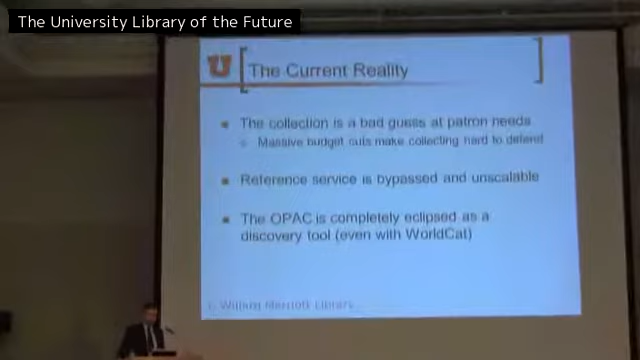 The University Library of the Future
U
The Current Reality
The collection is a bad guess at patron needs
Massive budget cuts make collecting hard to defend
Reference service is bypassed and unscalable
The OPAC is completely eclipsed as a
discovery tool (even with WorldCat)
Library